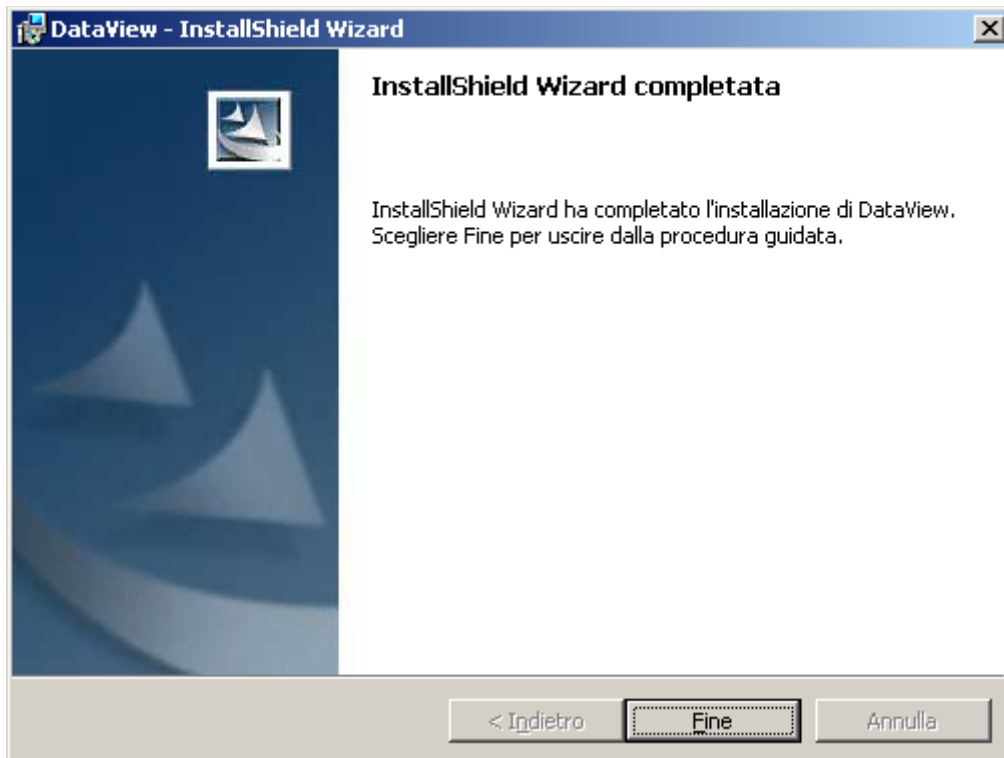 DataView - InstallShield Wizard
InstallShield Wizard completata
InstallShield Wizard ha completato l'installazione di DataView.
Scegliere Fine per uscire dalla procedura guidata.
< Indietro
Fine
Annulla